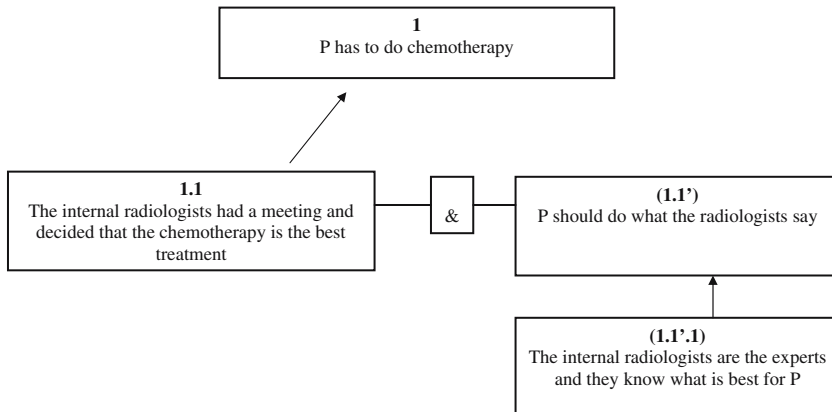 1
P has to do chemotherapy
1.1
The internal radiologists had a meeting and
decided that the chemotherapy is the best
treatment
&
(1.1’)
P should do what the radiologists say
(1.1’.1)
The internal radiologists are the experts
and they know what is best for P